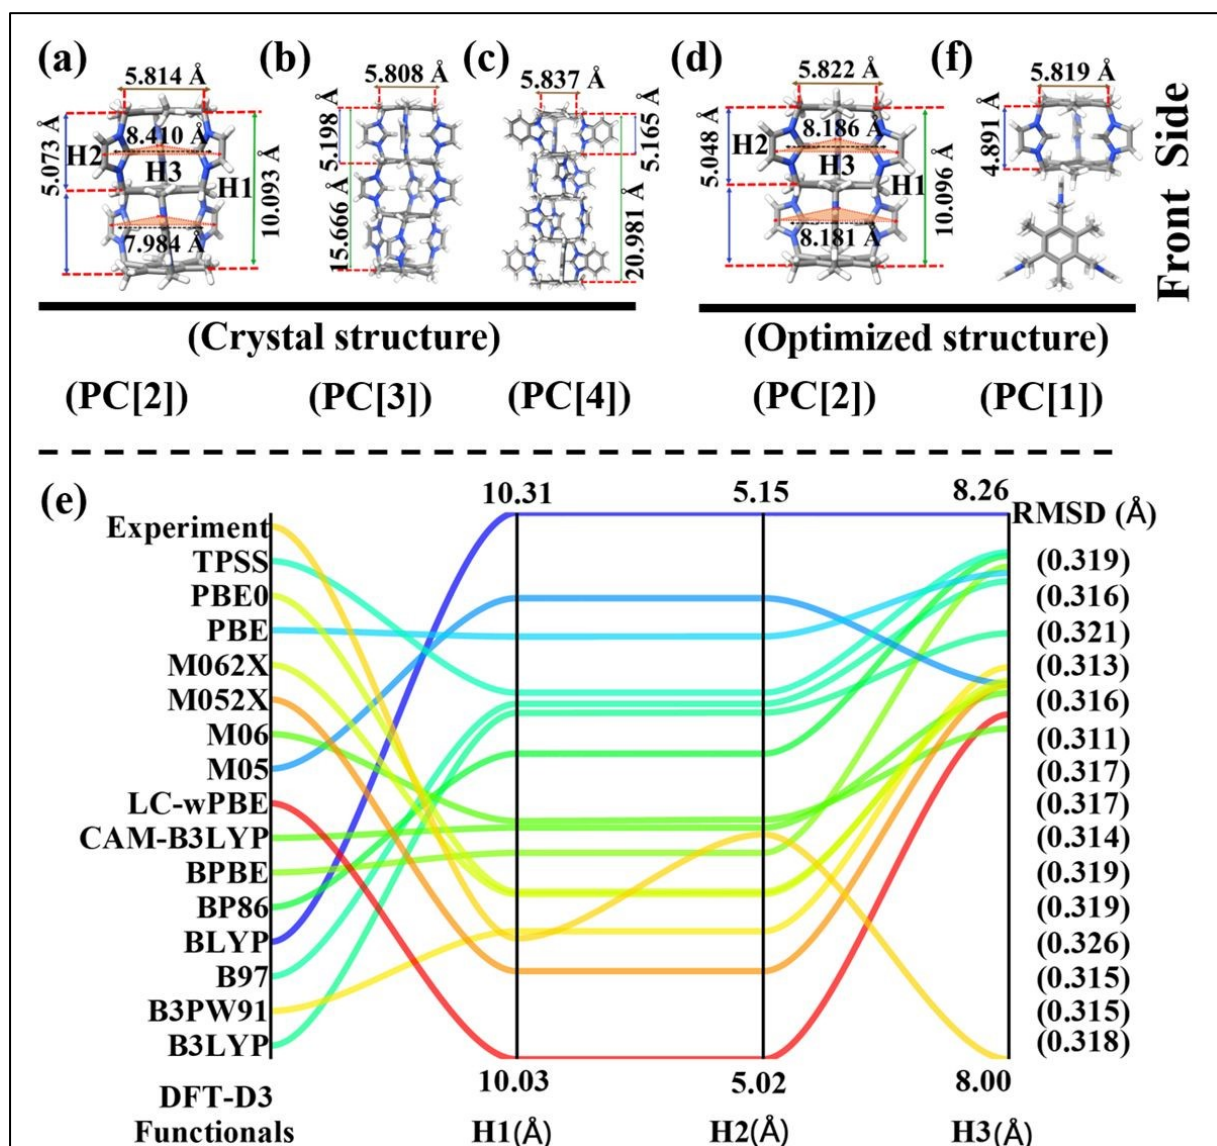 (a)
(b)
(c)
(d)
(f)
5.814 Å
5.808 Å
5.837 Å
5.822 Å
5.819 Å
5.073 Å
H2
8.410 Å
H3
H1
7.984 Å
10.093 Å
5.198 Å
15.666 Å
5.165 Å
20.981 Å
5.048 Å
H2
8.186 Å
H3
H1
8.181 Å
10.096 Å
4.891 Å
Front Side
(Crystal structure)
(Optimized structure)
(PC[2])
(PC[3])
(PC[4])
(PC[2])
(PC[1])
(e)
10.31
5.15
8.26
RMSD (Å)
Experiment
TPSS (0.319)
PBE0 (0.316)
PBE (0.321)
M062X (0.313)
M052X (0.316)
M06 (0.311)
M05 (0.317)
LC-wPBE (0.317)
CAM-B3LYP (0.314)
BPBE (0.319)
BP86 (0.319)
BLYP (0.326)
B97 (0.315)
B3PW91 (0.315)
B3LYP (0.318)
10.03
5.02
8.00
DFT-D3
Functionals
H1(Å)
H2(Å)
H3(Å)